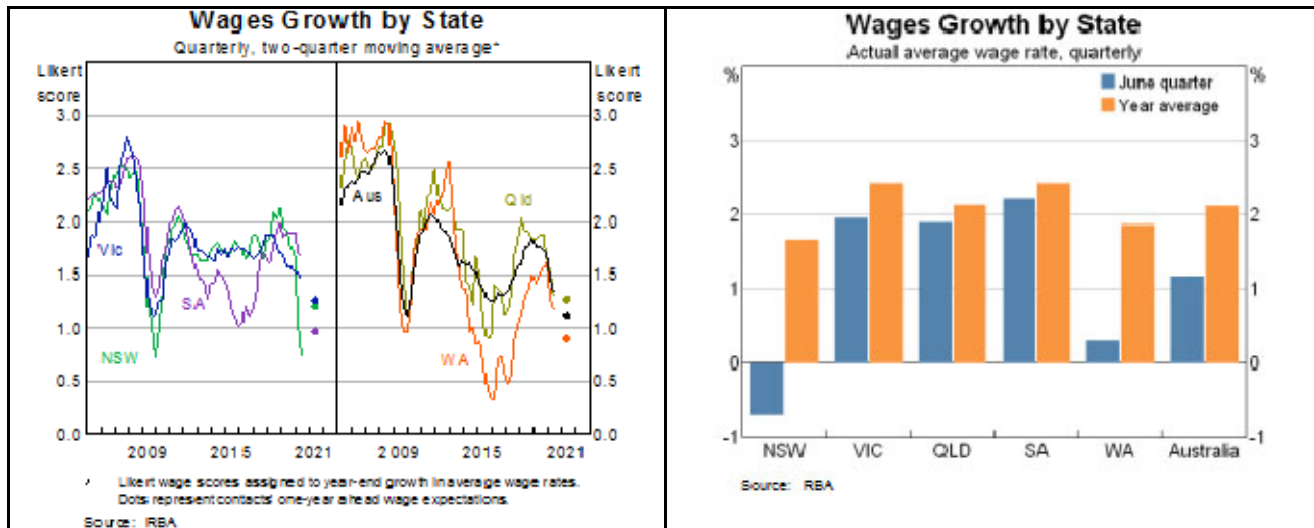 Wages Growth by State
Quarterly, two-quarter moving average*
Likert score
Likert score
3.0
3.0
2.5
2.5
2.0
2.0
1.5
1.5
1.0
1.0
0.5
0.5
0.0
0.0
Vic
SA
NSW
Aus
Qld
WA
2009 2015 2021 2009 2015 2021
Likert wage scores assigned to year-end growth in average wage rates.
Dots represent contacts' one-year ahead wage expectations.
Source: RBA
Wages Growth by State
Actual average wage rate, quarterly
% %
June quarter
Year average
3 3
2 2
1 1
0 0
-1 -1
NSW VIC QLD SA WA Australia
Source: RBA